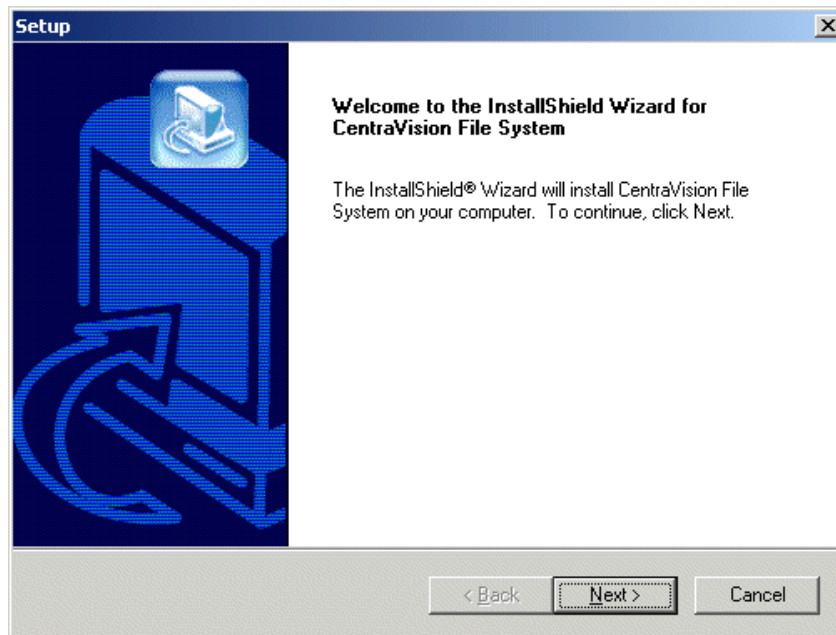 Setup
Welcome to the InstallShield Wizard for
CentraVision File System
The InstallShield® Wizard will install CentraVision File
System on your computer. To continue, click Next.
< Back
Next >
Cancel